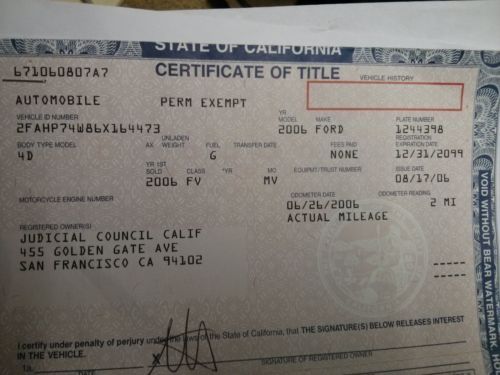 STATE OF CALIFORNIA
CERTIFICATE OF TITLE
671060807A7
VEHICLE HISTORY
AUTOMOBILE PERM EXEMPT
VEHICLE ID NUMBER YR MODEL MAKE PLATE NUMBER
2FAHP74W86X164473 2006 FORD 1244398
BODY TYPE MODEL AX UNLADEN WEIGHT FUEL TRANSFER DATE FEES PAID REGISTRATION EXPIRATION DATE
4D G NONE 12/31/2099
YR 1ST SOLD CLASS *YR MO EQUIPMT/TRUST NUMBER ISSUE DATE
2006 FV MV 08/17/06
MOTORCYCLE ENGINE NUMBER ODOMETER DATE ODOMETER READING
06/26/2006 2 MI
ACTUAL MILEAGE
REGISTERED OWNER(S)
JUDICIAL COUNCIL CALIF
455 GOLDEN GATE AVE
SAN FRANCISCO CA 94102
I certify under penalty of perjury under the laws of the State of California, that THE SIGNATURE(S) BELOW RELEASES INTEREST
IN THE VEHICLE.
1a. X
DATE SIGNATURE OF REGISTERED OWNER
VOID WITHOUT BEAR WATERMARK